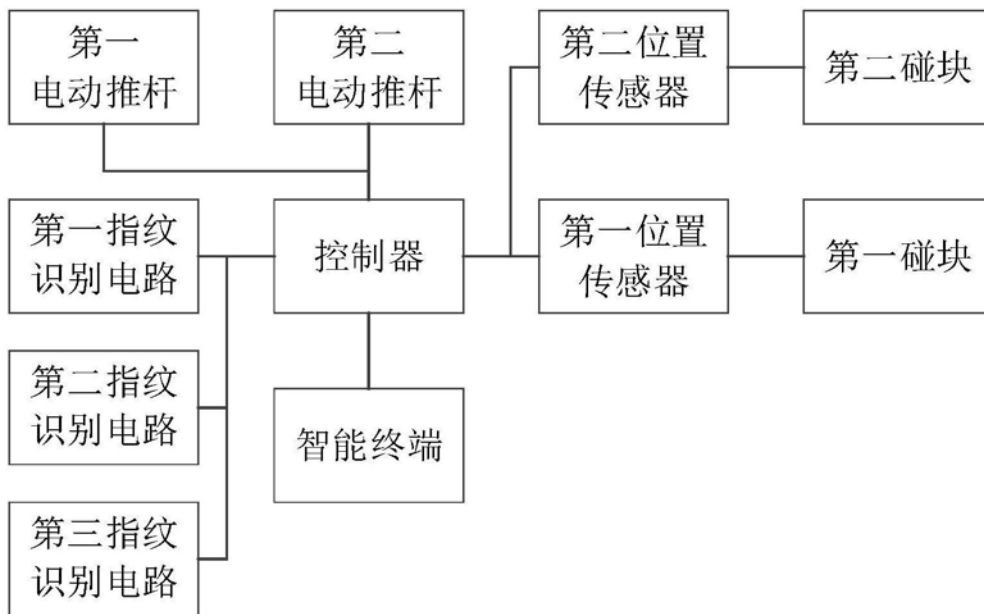 第一
电动推杆
第二
电动推杆
第二位置
传感器
第二碰块
第一指纹
识别电路
控制器
第一位置
传感器
第一碰块
第二指纹
识别电路
智能终端
第三指纹
识别电路